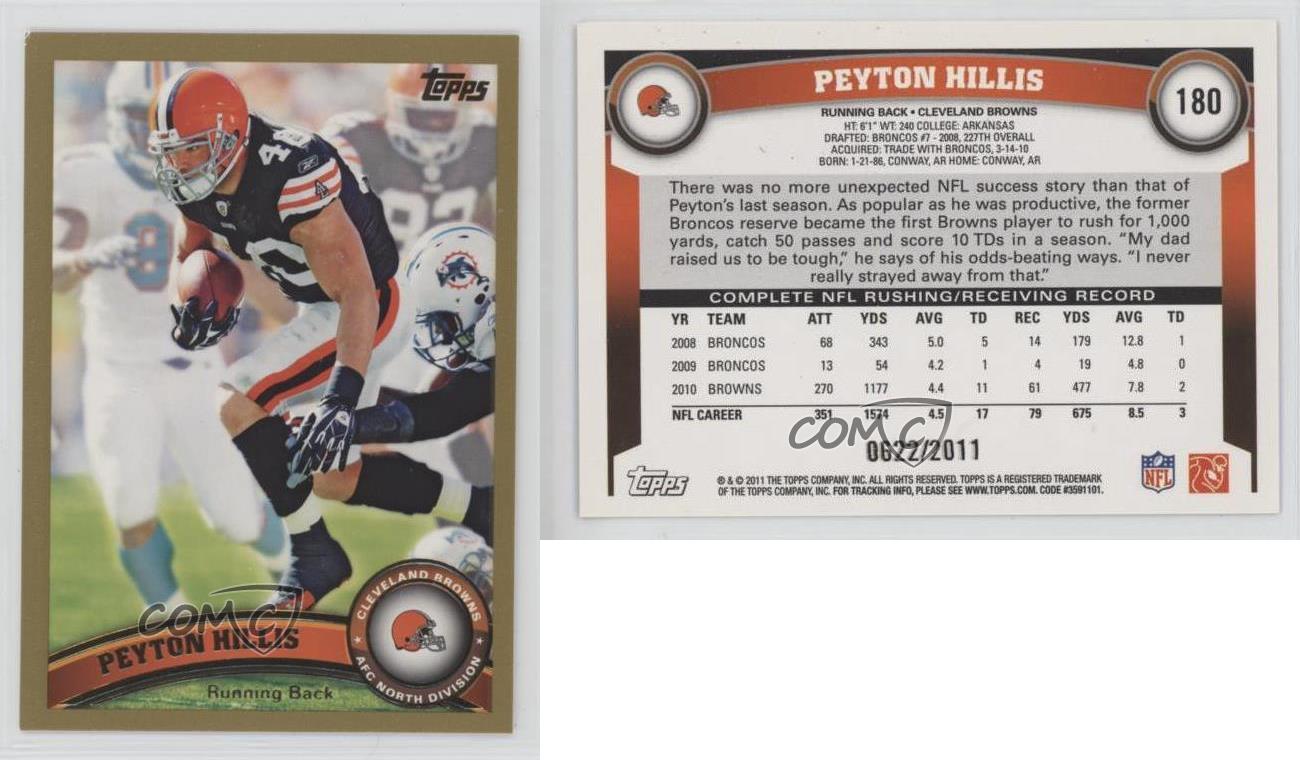 Topps
40
COMC
PEYTON HILLIS
Running Back
CLEVELAND BROWNS
AFC NORTH DIVISION
PEYTON HILLIS
180
RUNNING BACK • CLEVELAND BROWNS
HT: 6'1" WT: 240 COLLEGE: ARKANSAS
DRAFTED: BRONCOS #7 - 2008, 227TH OVERALL
ACQUIRED: TRADE WITH BRONCOS, 3-14-10
BORN: 1-21-86, CONWAY, AR HOME: CONWAY, AR
There was no more unexpected NFL success story than that of
Peyton's last season. As popular as he was productive, the former
Broncos reserve became the first Browns player to rush for 1,000
yards, catch 50 passes and score 10 TDs in a season. "My dad
raised us to be tough," he says of his odds-beating ways. "I never
really strayed away from that."
COMPLETE NFL RUSHING/RECEIVING RECORD
YR TEAM ATT YDS AVG TD REC YDS AVG TD
2008 BRONCOS 68 343 5.0 5 14 179 12.8 1
2009 BRONCOS 13 54 4.2 1 4 19 4.8 0
2010 BROWNS 270 1177 4.4 11 61 477 7.8 2
NFL CAREER 351 1574 4.5 17 79 675 8.5 3
COMC
0622/2011
Topps
® & © 2011 THE TOPPS COMPANY, INC. ALL RIGHTS RESERVED. TOPPS IS A REGISTERED TRADEMARK
OF THE TOPPS COMPANY, INC. FOR TRACKING INFO, PLEASE SEE WWW.TOPPS.COM. CODE #3591101.
NFL